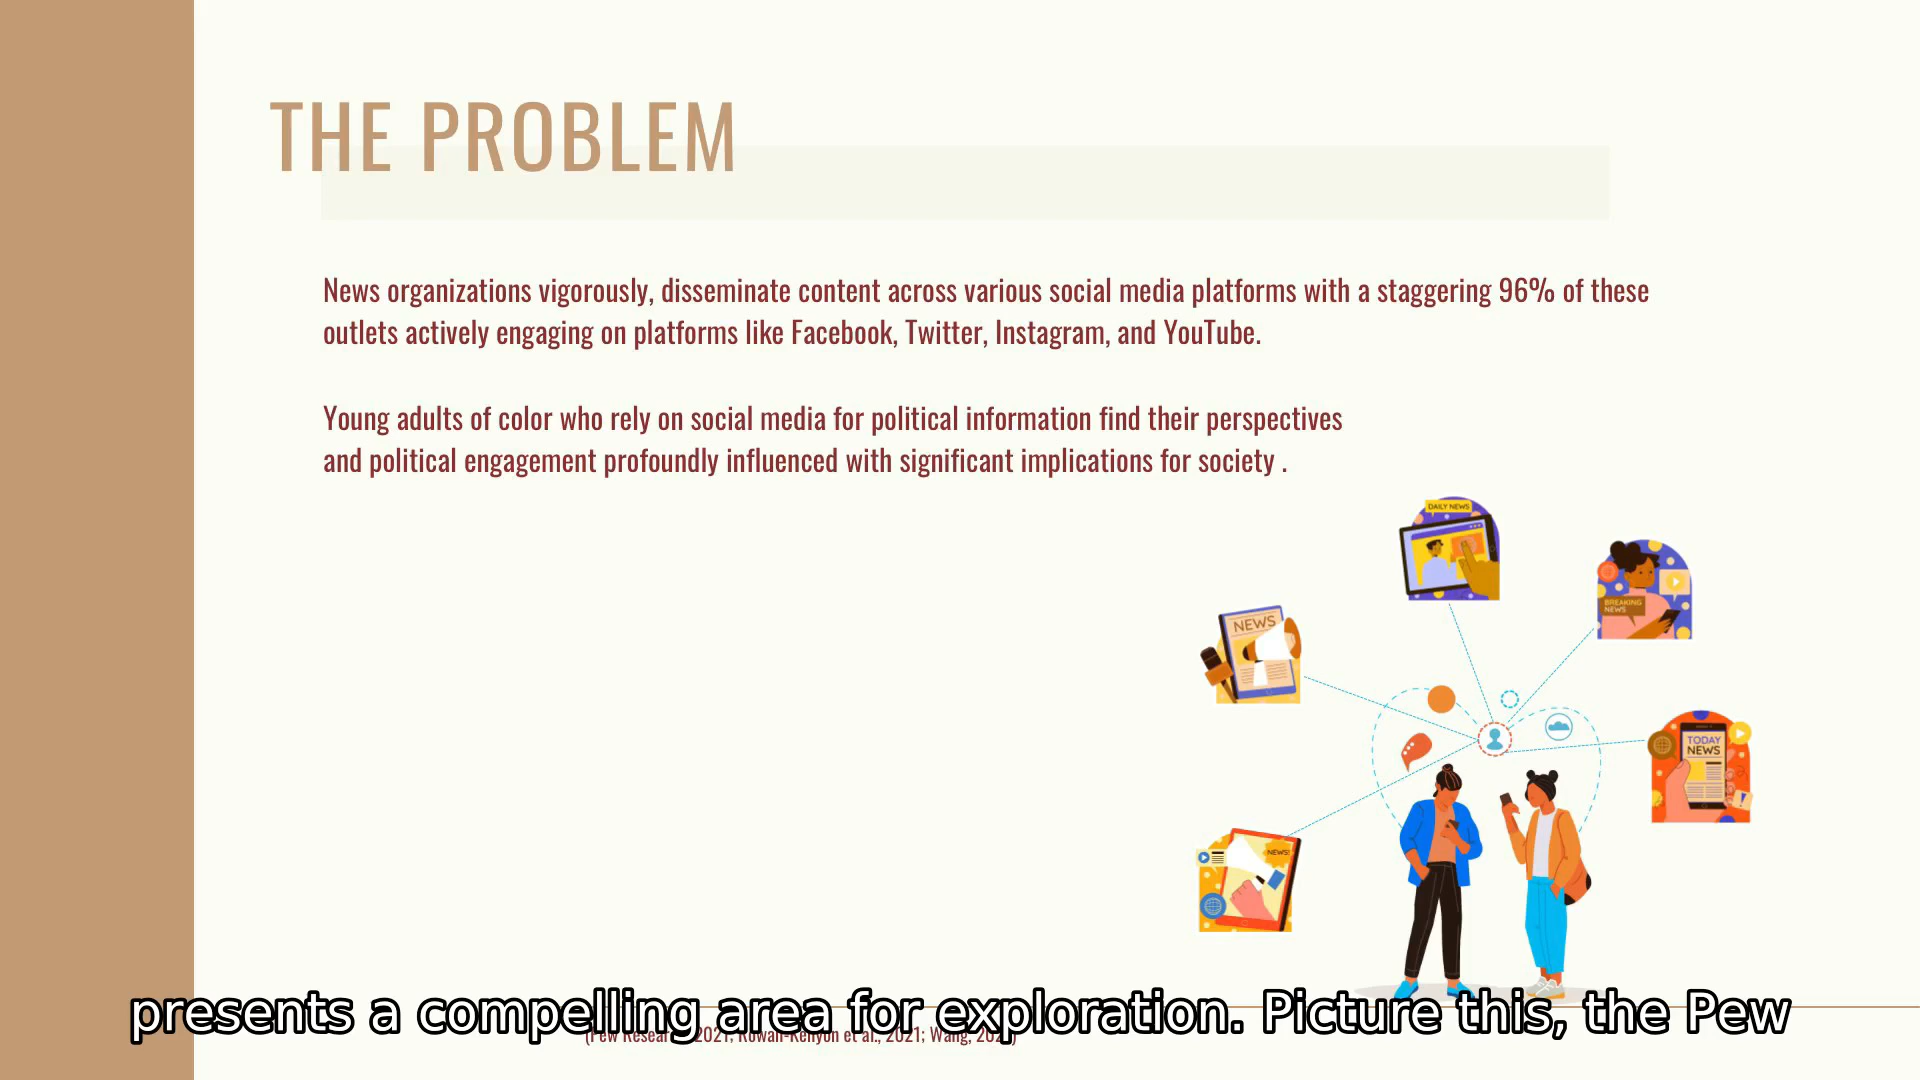 THE PROBLEM
News organizations vigorously, disseminate content across various social media platforms with a staggering 96% of these
outlets actively engaging on platforms like Facebook, Twitter, Instagram, and YouTube.
Young adults of color who rely on social media for political information find their perspectives
and political engagement profoundly influenced with significant implications for society .
DAILY NEWS
BREAKING
NEWS
NEWS
TODAY
NEWS
NEWS!
presents a compelling area for exploration. Picture this, the Pew
(Pew Resear 2021; Rowan-Kenyon et al., 2021; Wang,